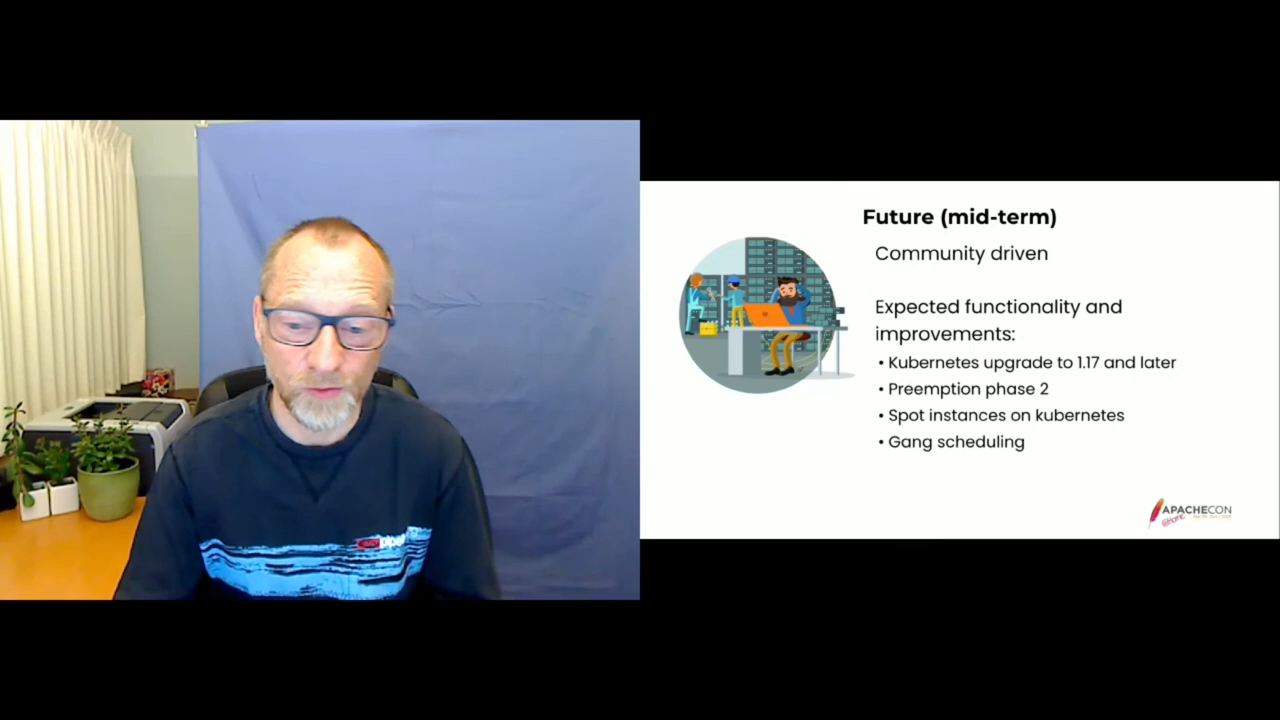 Future (mid-term)
Community driven
Expected functionality and
improvements:
• Kubernetes upgrade to 1.17 and later
• Preemption phase 2
• Spot instances on kubernetes
• Gang scheduling
APACHECON
@Home